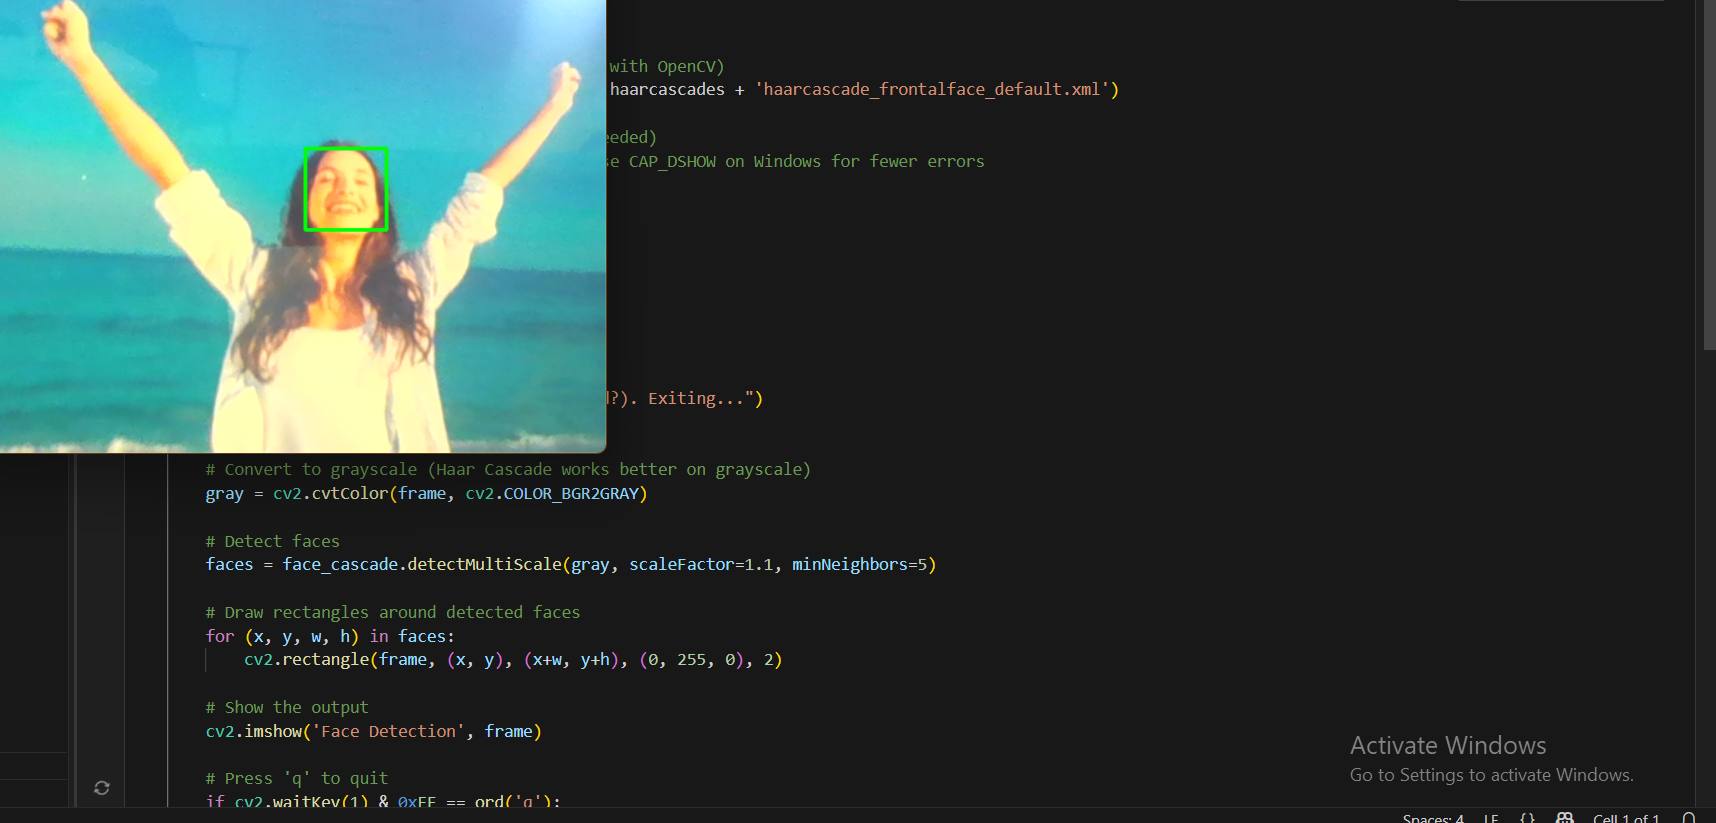 with OpenCV)
haarcascades + 'haarcascade_frontalface_default.xml')
eeded)
e CAP_DSHOW on Windows for fewer errors
?). Exiting...")
# Convert to grayscale (Haar Cascade works better on grayscale)
gray = cv2.cvtColor(frame, cv2.COLOR_BGR2GRAY)
# Detect faces
faces = face_cascade.detectMultiScale(gray, scaleFactor=1.1, minNeighbors=5)
# Draw rectangles around detected faces
for (x, y, w, h) in faces:
cv2.rectangle(frame, (x, y), (x+w, y+h), (0, 255, 0), 2)
# Show the output
cv2.imshow('Face Detection', frame)
# Press 'q' to quit
if cv2.waitKey(1) & 0xFF == ord('q'):
Activate Windows
Go to Settings to activate Windows.
Spaces: 4 LF {} Cell 1 of 1